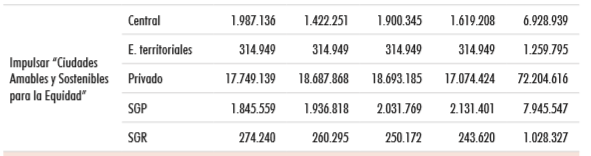 Central 1.987.136 1.422.251 1.900.345 1.619.208 6.928.939
E. territoriales 314.949 314.949 314.949 314.949 1.259.795
Impulsar “Ciudades
Amables y Sostenibles
para la Equidad”
Privado 17.749.139 18.687.868 18.693.185 17.074.424 72.204.616
SGP 1.845.559 1.936.818 2.031.769 2.131.401 7.945.547
SGR 274.240 260.295 250.172 243.620 1.028.327